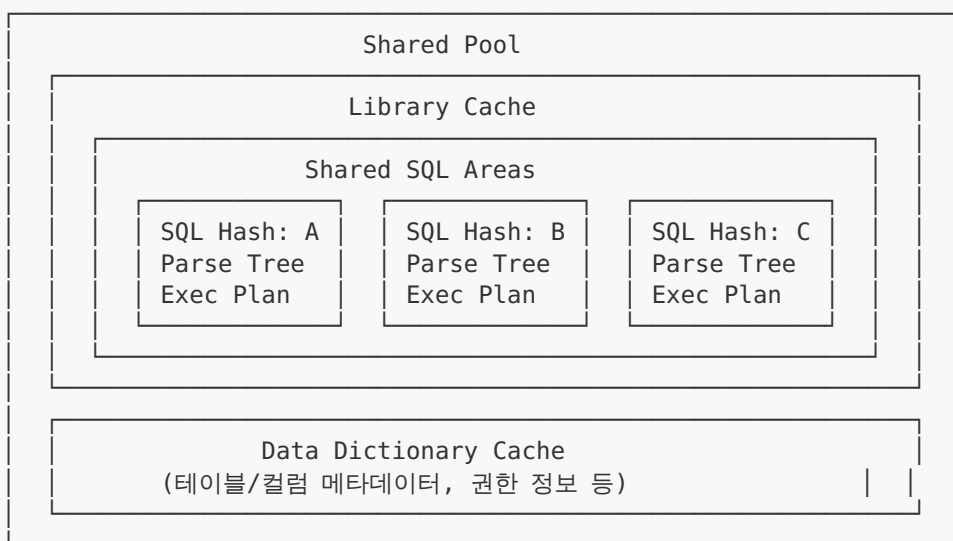 Shared Pool
Library Cache
Shared SQL Areas
SQL Hash: A SQL Hash: B SQL Hash: C
Parse Tree Parse Tree Parse Tree
Exec Plan Exec Plan Exec Plan
Data Dictionary Cache
(테이블/컬럼 메타데이터, 권한 정보 등)